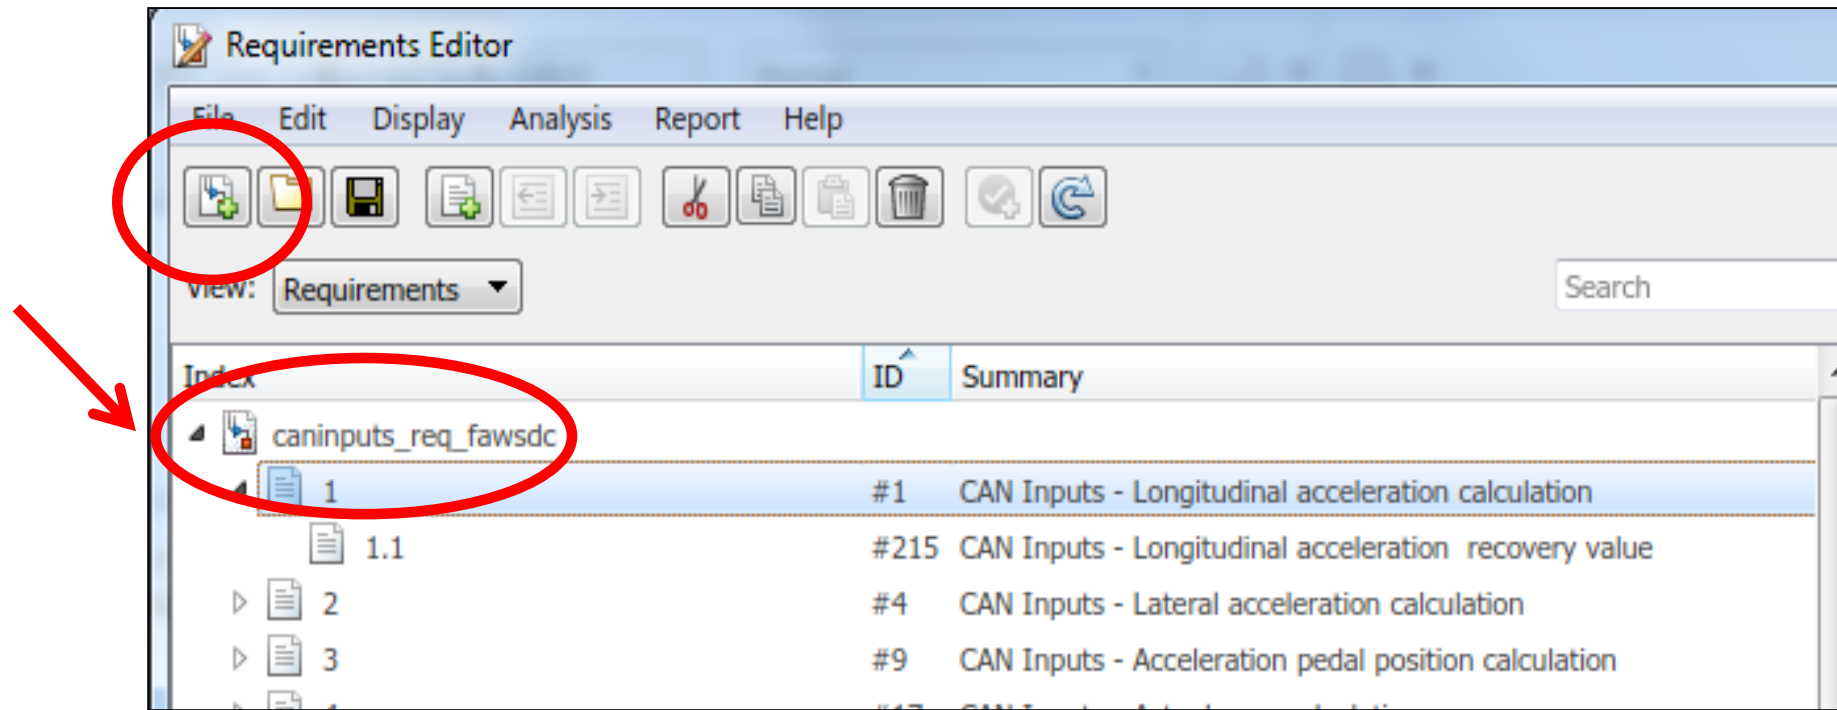 Requirements Editor
File Edit Display Analysis Report Help
View: Requirements Search
Index ID Summary
caninputs_req_fawsdc
1 #1 CAN Inputs - Longitudinal acceleration calculation
1.1 #215 CAN Inputs - Longitudinal acceleration recovery value
2 #4 CAN Inputs - Lateral acceleration calculation
3 #9 CAN Inputs - Acceleration pedal position calculation